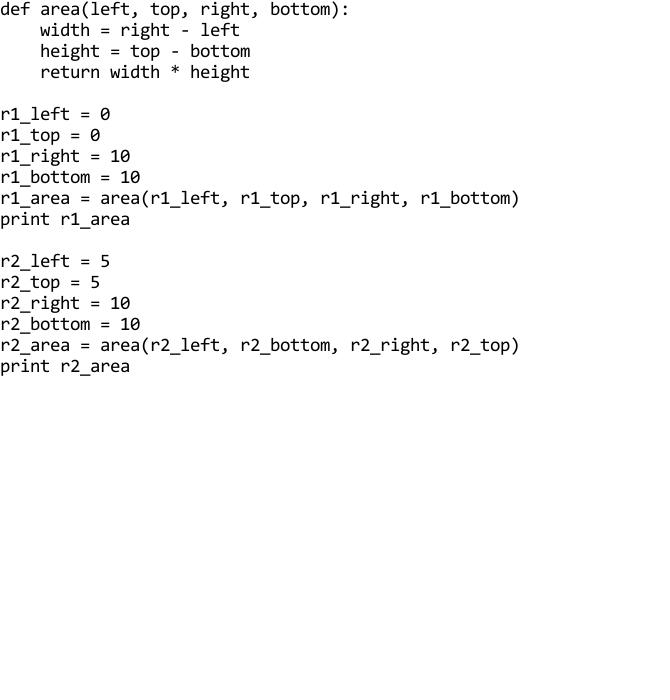 def area(left, top, right, bottom):
    width = right - left
    height = top - bottom
    return width * height

r1_left = 0
r1_top = 0
r1_right = 10
r1_bottom = 10
r1_area = area(r1_left, r1_top, r1_right, r1_bottom)
print r1_area

r2_left = 5
r2_top = 5
r2_right = 10
r2_bottom = 10
r2_area = area(r2_left, r2_bottom, r2_right, r2_top)
print r2_area